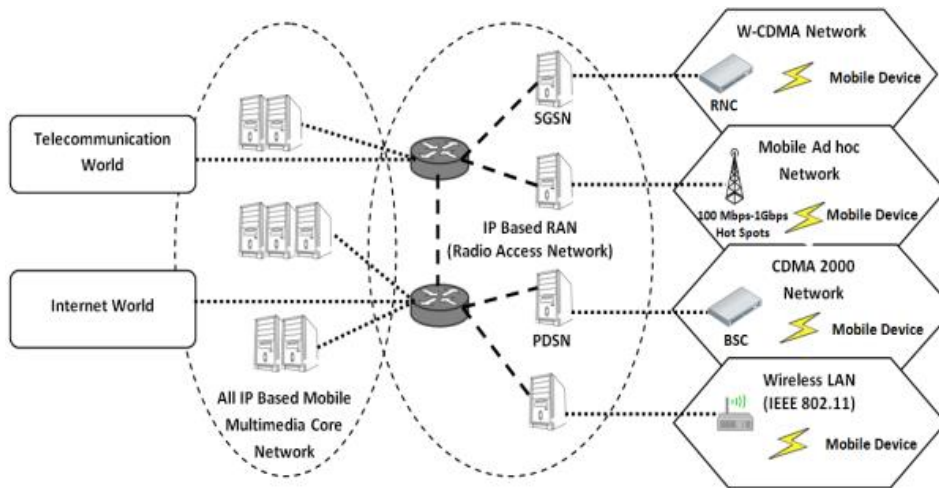 Telecommunication
World
Internet World
All IP Based Mobile
Multimedia Core
Network
SGSN
IP Based RAN
(Radio Access Network)
PDSN
W-CDMA Network
RNC
Mobile Device
Mobile Ad hoc
Network
100 Mbps-1Gbps
Hot Spots
Mobile Device
CDMA 2000
Network
BSC
Mobile Device
Wireless LAN
(IEEE 802.11)
Mobile Device